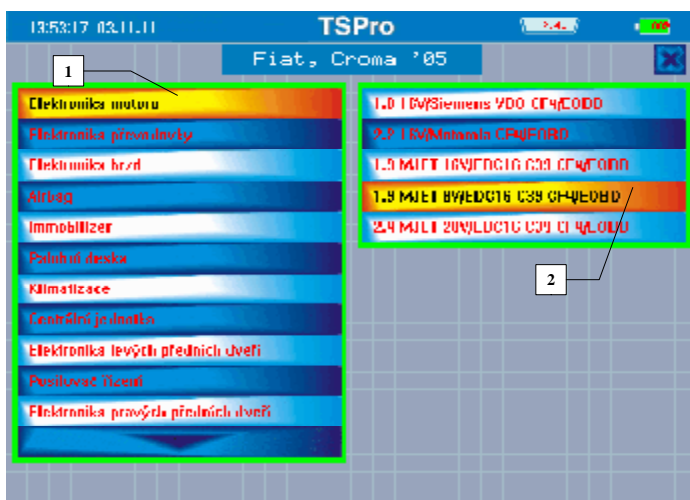 13:53:17 03.11.11
TSPro
Fiat, Croma '05
1
Elektronika motoru
Elektronika převodovky
Elektronika brzd
Airbag
Immobilizer
Palubní deska
Klimatizace
Centrální jednotka
Elektronika levých předních dveří
Posilovač řízení
Elektronika pravých předních dveří
1.8 16V/Siemens VDO CF4/EOBD
2.2 16V/Motorola CF4/EOBD
1.9 MJET 16V/EDC16 C39 CF4/EOBD
1.9 MJET 8V/EDC16 C39 CF4/EOBD
2.4 MJET 20V/EDC16 C39 CF4/EOBD
2